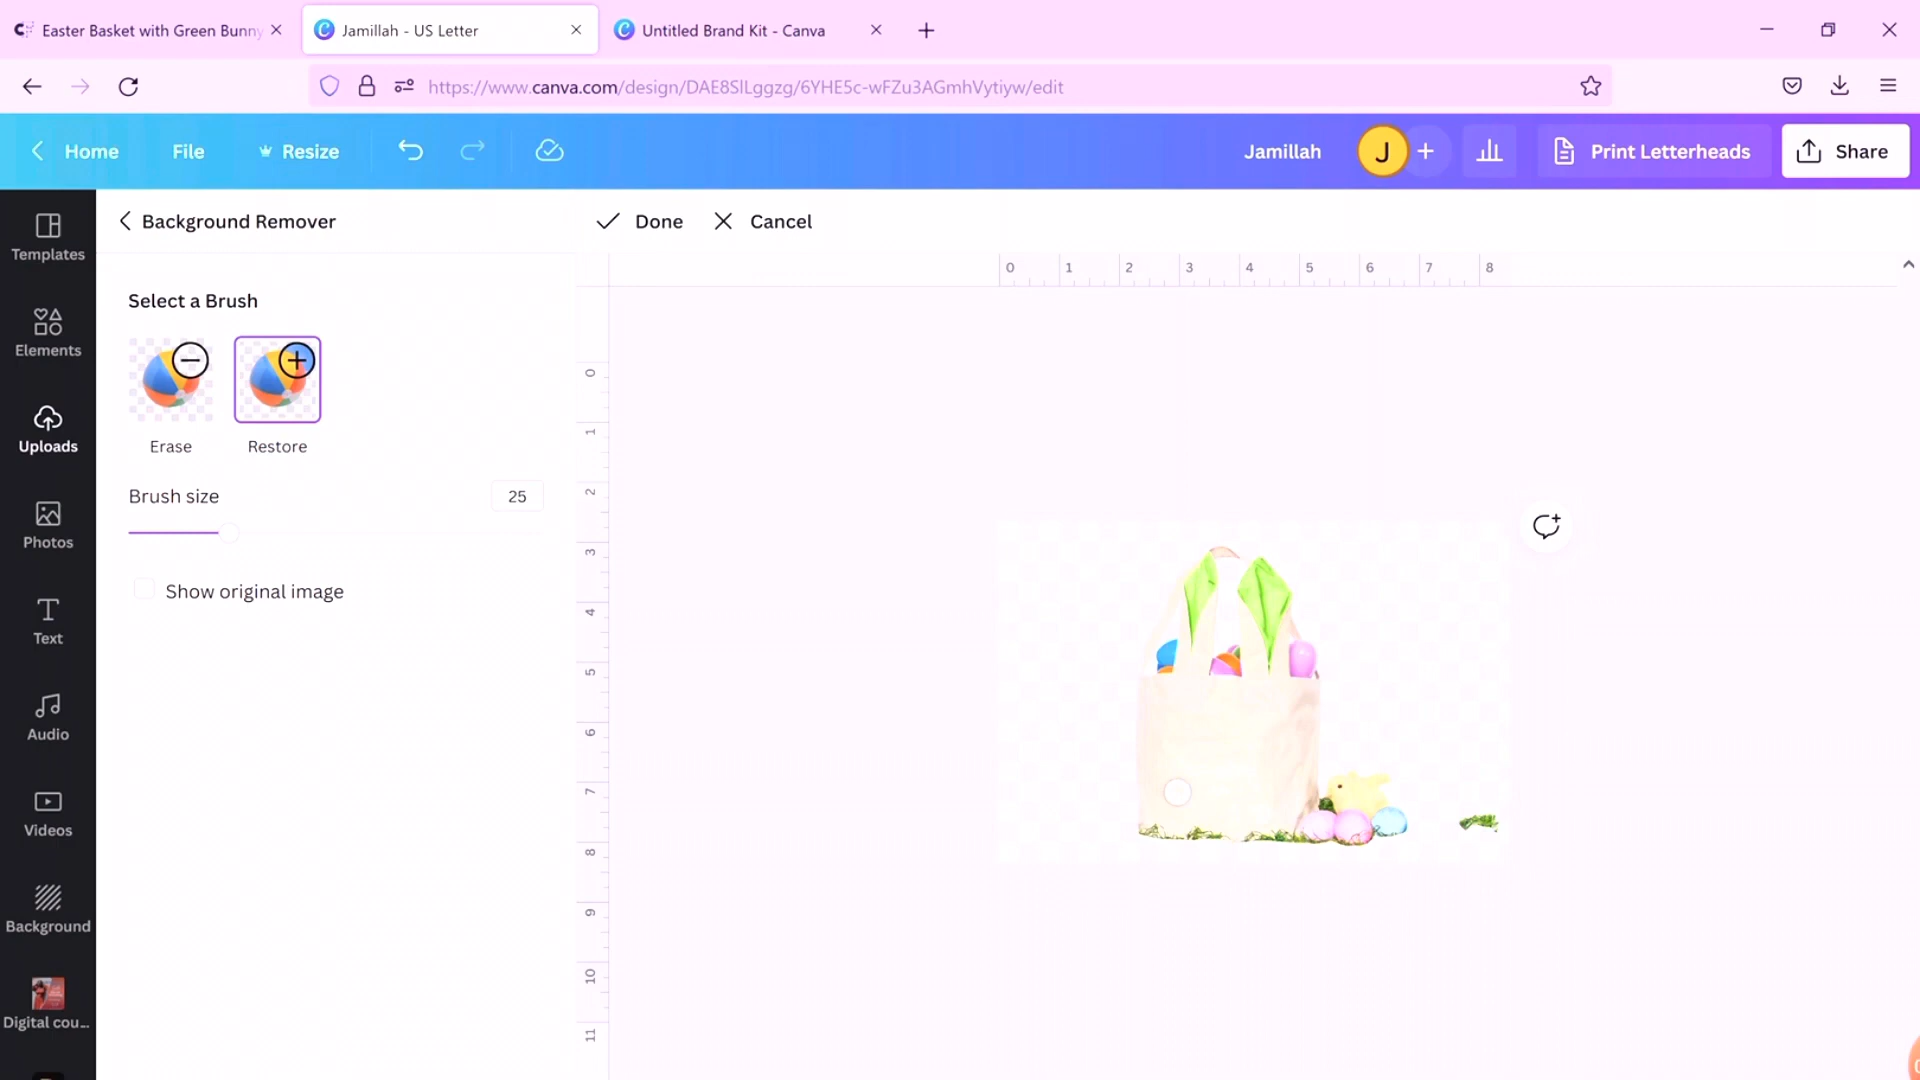 Easter Basket with Green Bunny
Jamillah - US Letter
Untitled Brand Kit - Canva
https://www.canva.com/design/DAE8SlLggzg/6YHE5c-wFZu3AGmhVytiyw/edit
Home
File
Resize
Jamillah
J
Print Letterheads
Share
Templates
Elements
Uploads
Photos
Text
Audio
Videos
Background
Digital cou...
Background Remover
Done
Cancel
Select a Brush
Erase
Restore
Brush size
25
Show original image
0 1 2 3 4 5 6 7 8
0
1
2
3
4
5
6
7
8
9
10
11